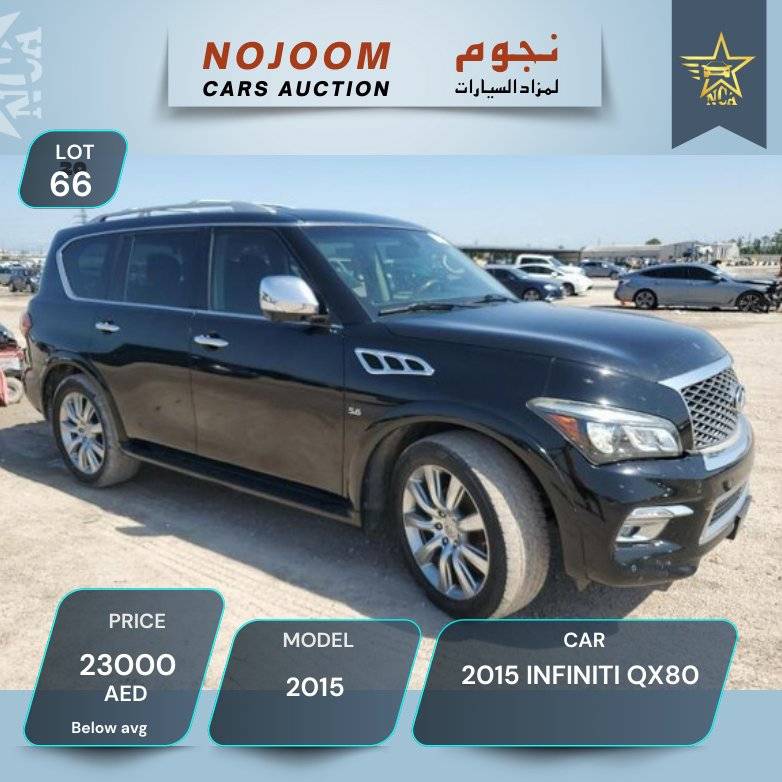 NOJOOM
CARS AUCTION
نجوم
لمزاد السيارات
NCA
NCA
LOT
66
5.6
PRICE
23000
AED
Below avg
MODEL
2015
CAR
2015 INFINITI QX80